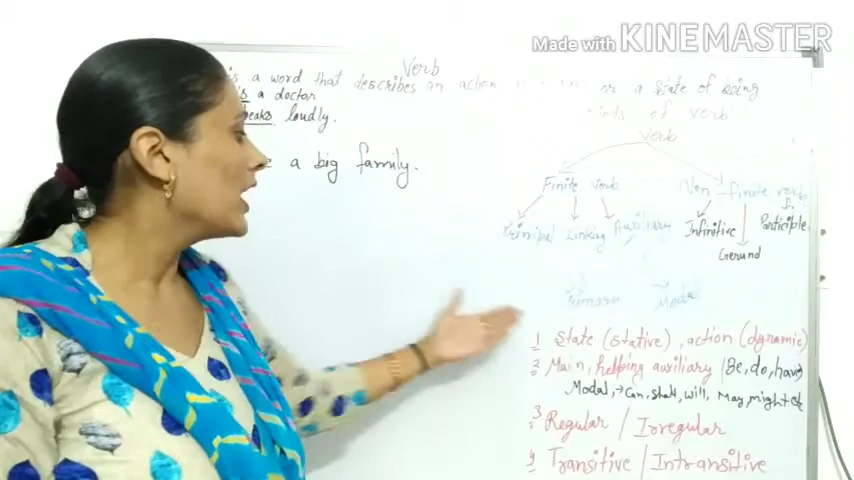 Made with KINEMASTER
Verb
is a word that describes an action or a state of being
is a doctor
loudly.
kinds of verb
Verb
a big family.
Finite verb
Non-finite verb
Principal Linking Auxiliary
Infinitive Participle
Gerund
Primary Modal
1 State (stative), action (dynamic)
2 Main, helping auxiliary (Be, do, have)
Modal, → Can, shall, will, May, might etc
3 Regular / Irregular
4 Transitive / Intransitive